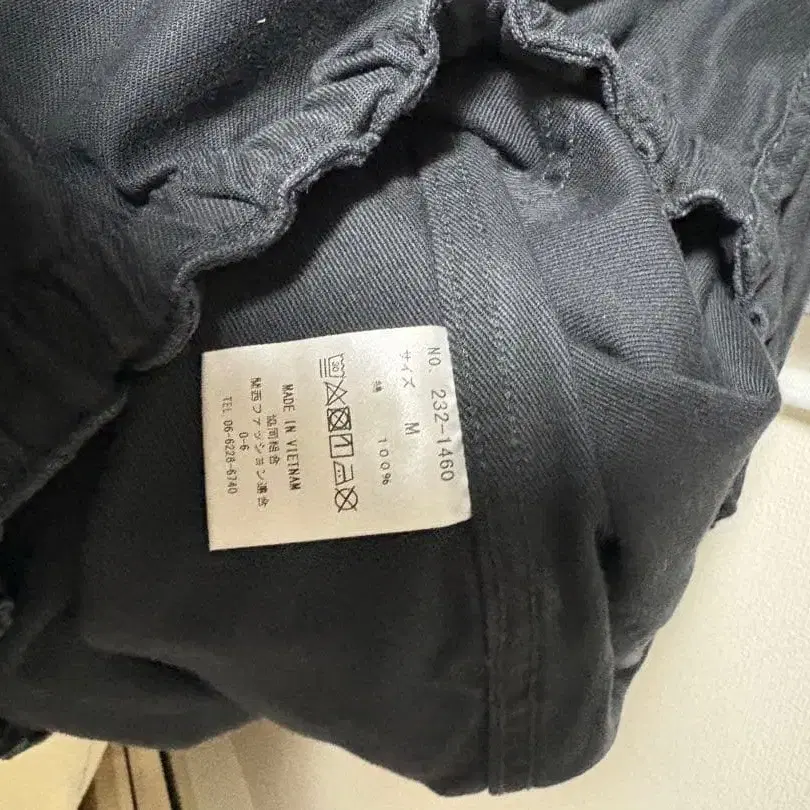 NO. 232-1460
サイズ M
綿 100%
30
MADE IN VIETNAM
協同組合
関西ファッション連合
0-6
TEL 06-6228-6740